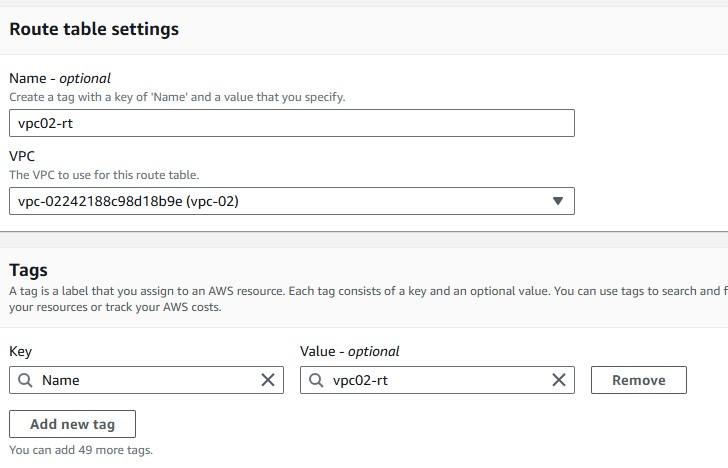 Route table settings
Name - optional
Create a tag with a key of 'Name' and a value that you specify.
vpc02-rt
VPC
The VPC to use for this route table.
vpc-02242188c98d18b9e (vpc-02)
Tags
A tag is a label that you assign to an AWS resource. Each tag consists of a key and an optional value. You can use tags to search and f
your resources or track your AWS costs.
Key Value - optional
Name vpc02-rt Remove
Add new tag
You can add 49 more tags.